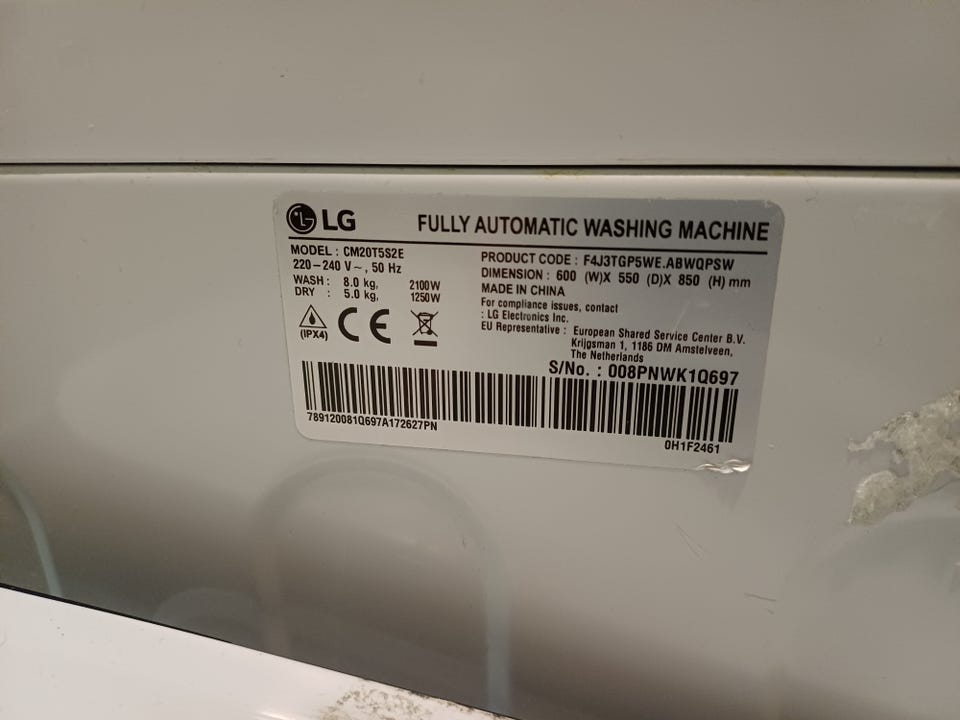 LG FULLY AUTOMATIC WASHING MACHINE
MODEL : CM20T5S2E
220-240 V~, 50 Hz
WASH : 8.0 kg, 2100W
DRY : 5.0 kg, 1250W
(IPX4) CE
PRODUCT CODE : F4J3TGP5WE.ABWQPSW
DIMENSION : 600 (W)X 550 (D)X 850 (H) mm
MADE IN CHINA
For compliance issues, contact
: LG Electronics Inc.
EU Representative : European Shared Service Center B.V.
Krijgsman 1, 1186 DM Amstelveen,
The Netherlands
S/No. : 008PNWK1Q697
789120081Q697A172627PN
0H1F2461